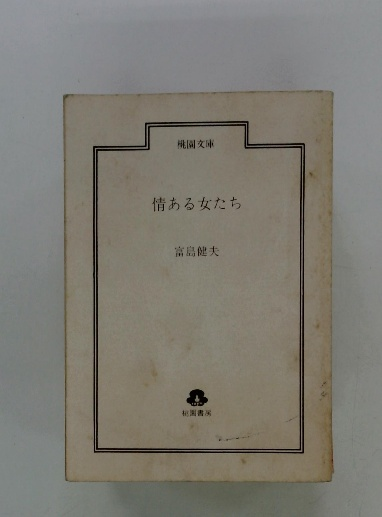 桃園文庫
情ある女たち
富島健夫
桃園書房